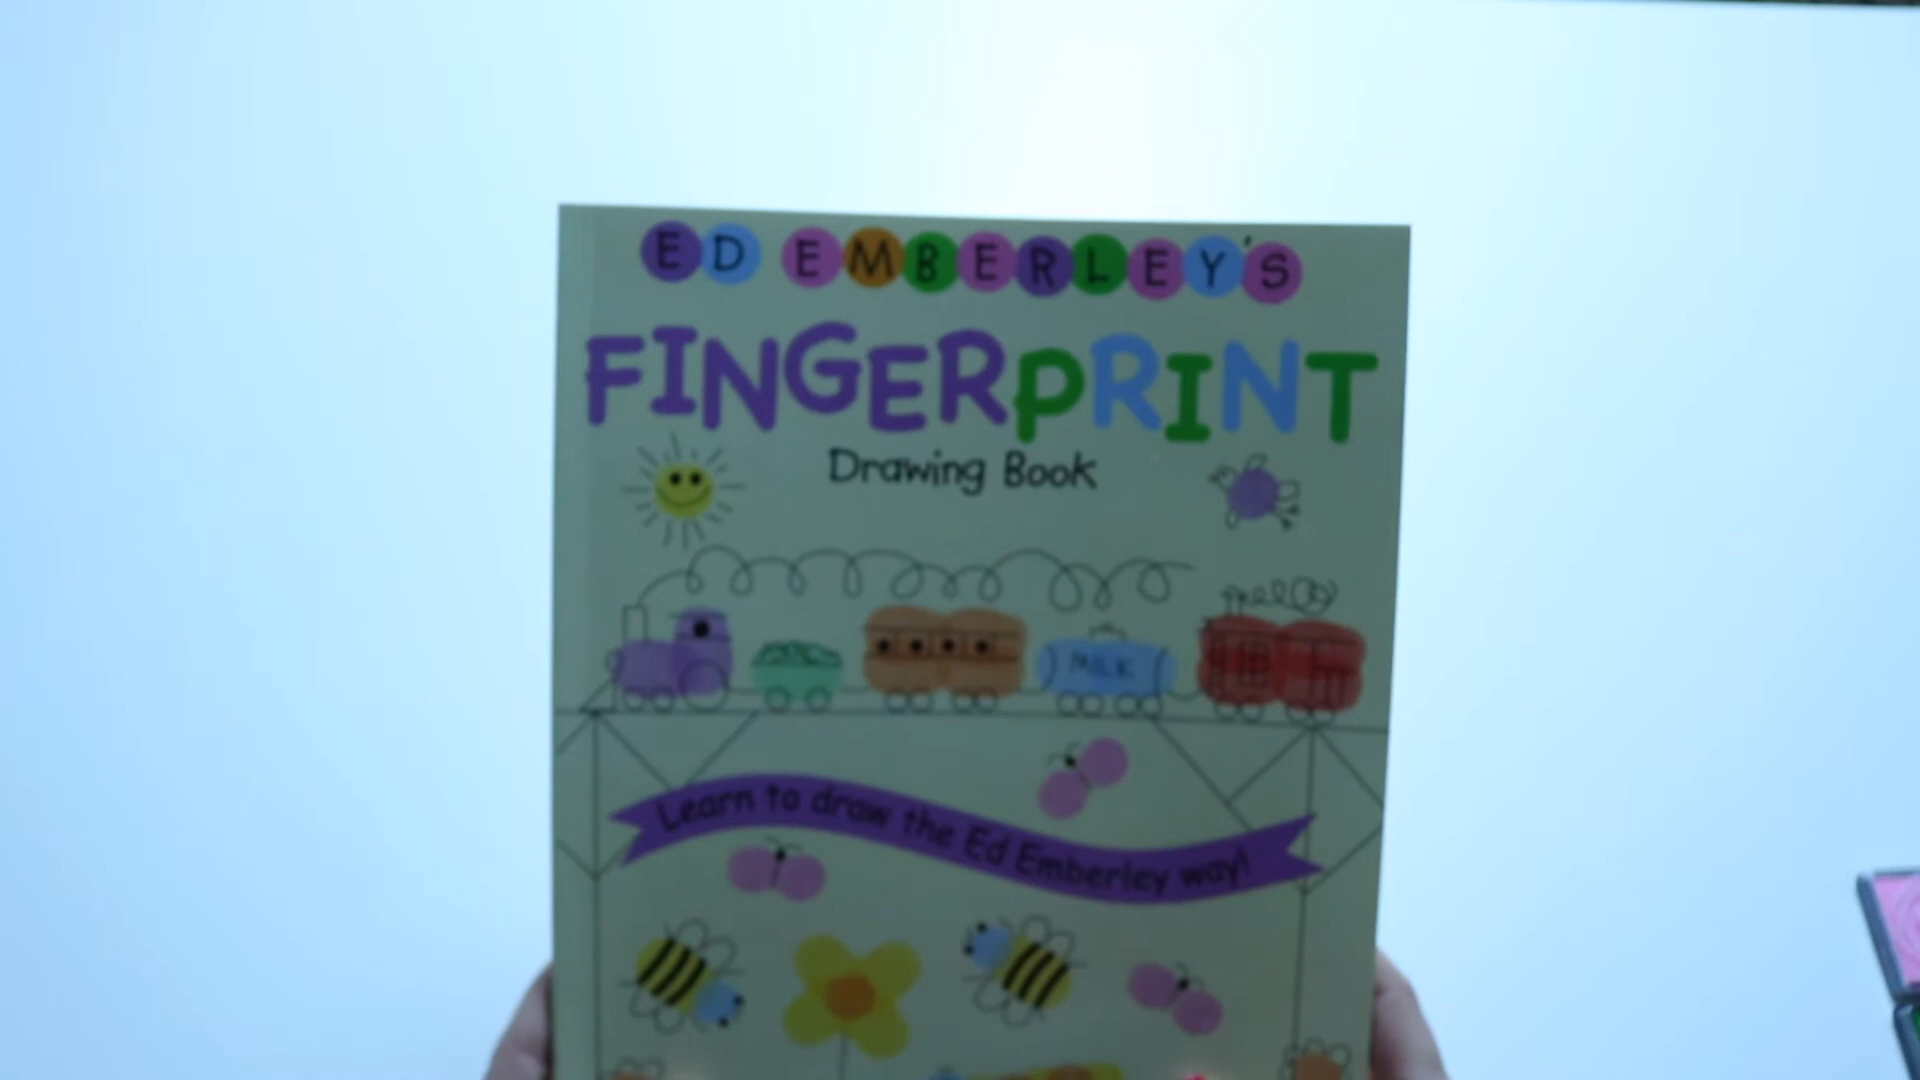 ED EMBERLEY'S
FINGERPRINT
Drawing Book
MILK
Learn to draw the Ed Emberley way!